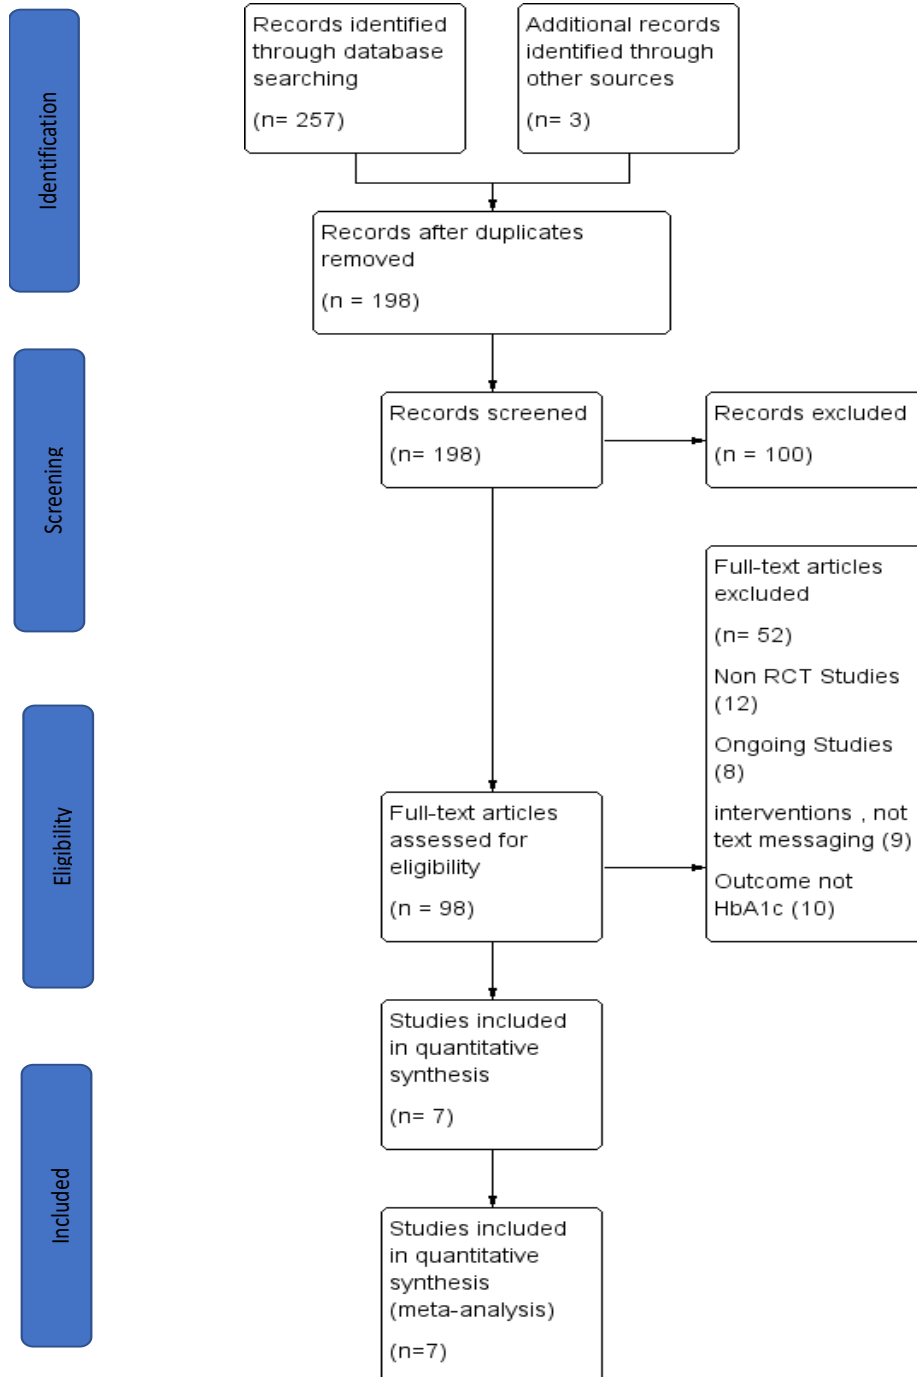 Identification
Records identified
through database
searching
(n= 257)
Additional records
identified through
other sources
(n= 3)
Records after duplicates
removed
(n = 198)
Screening
Records screened
(n= 198)
Records excluded
(n = 100)
Full-text articles
excluded
(n= 52)
Non RCT Studies
(12)
Ongoing Studies
(8)
interventions , not
text messaging (9)
Outcome not
HbA1c (10)
Eligibility
Full-text articles
assessed for
eligibility
(n = 98)
Included
Studies included
in quantitative
synthesis
(n= 7)
Studies included
in quantitative
synthesis
(meta-analysis)
(n=7)